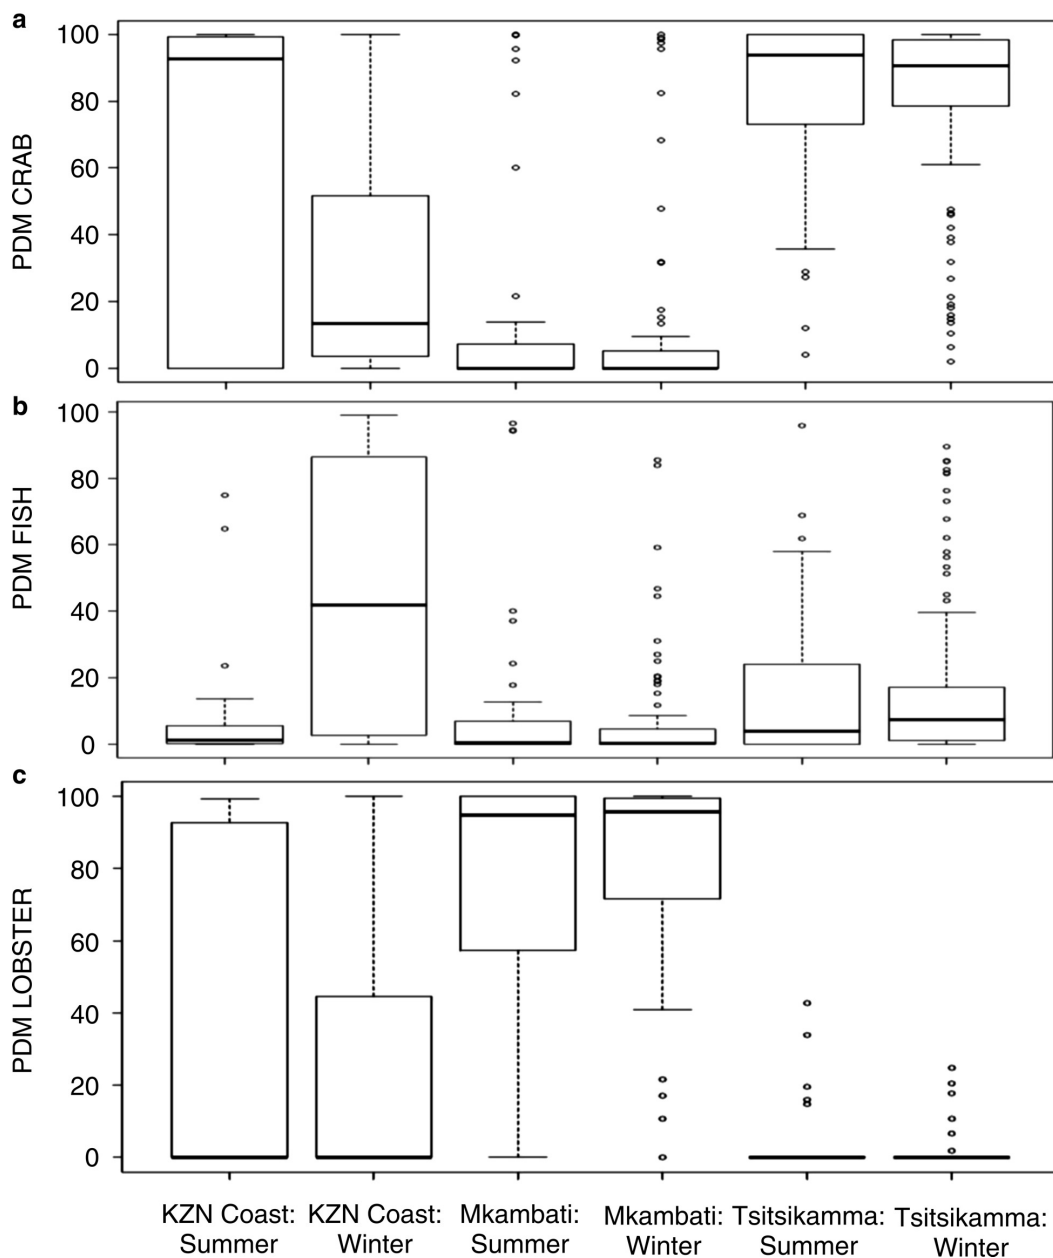 a
100
80
60
40
20
0
PDM CRAB
b
100
80
60
40
20
0
PDM FISH
c
100
80
60
40
20
0
PDM LOBSTER
KZN Coast: KZN Coast: Mkambati: Mkambati: Tsitsikamma: Tsitsikamma:
Summer Winter Summer Winter Summer Winter